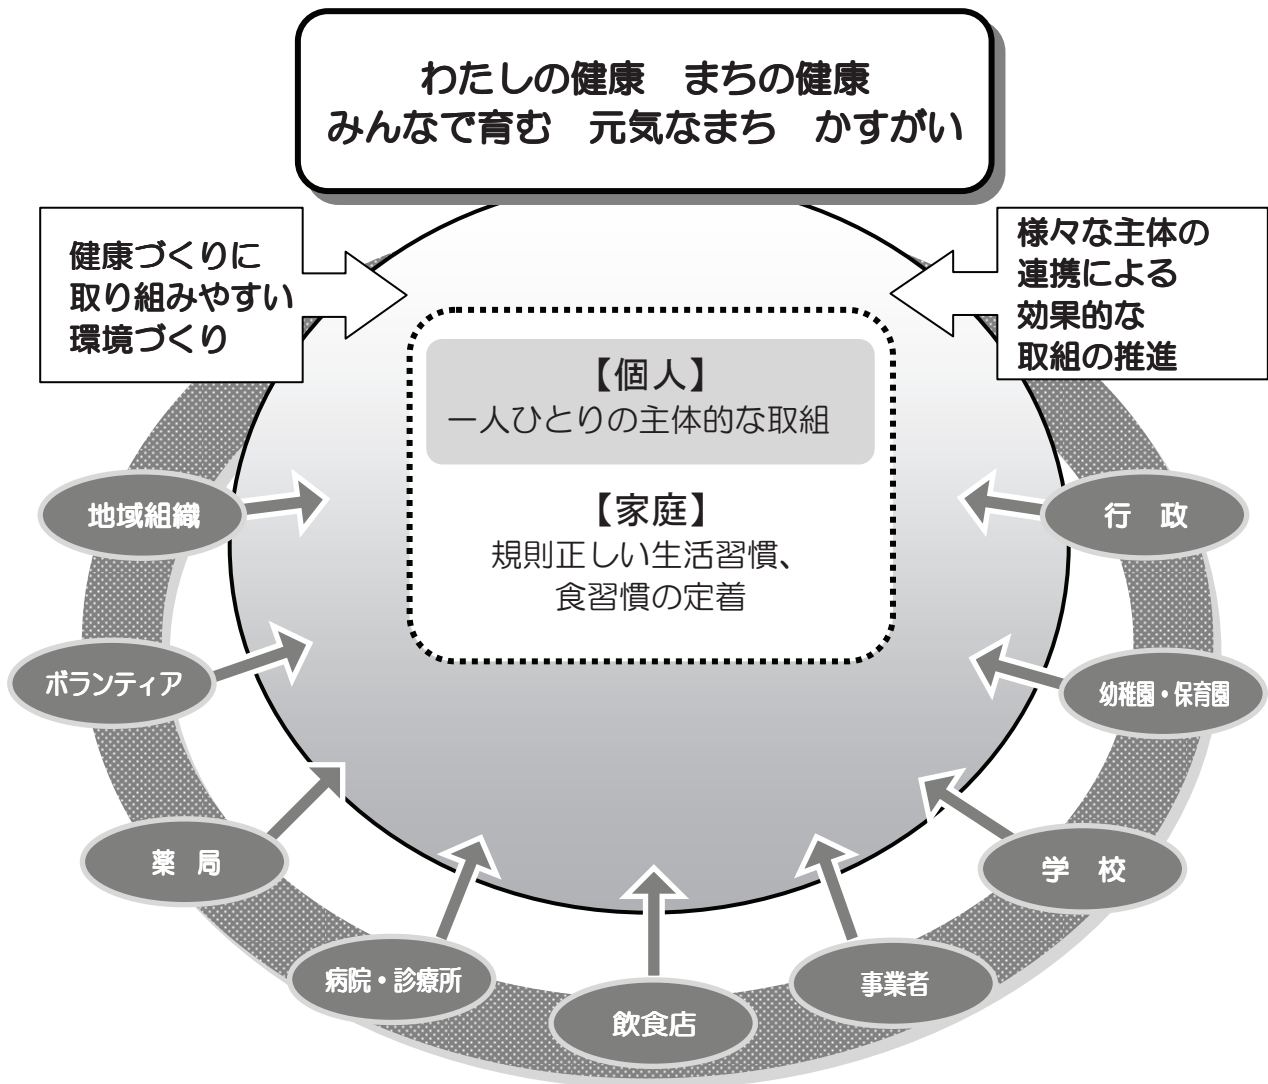 わたしの健康　まちの健康
みんなで育む　元気なまち　かすがい
健康づくりに
取り組みやすい
環境づくり
様々な主体の
連携による
効果的な
取組の推進
【個人】
一人ひとりの主体的な取組
【家庭】
規則正しい生活習慣、
食習慣の定着
地域組織
行　政
ボランティア
幼稚園・保育園
薬　局
学　校
病院・診療所
事業者
飲食店